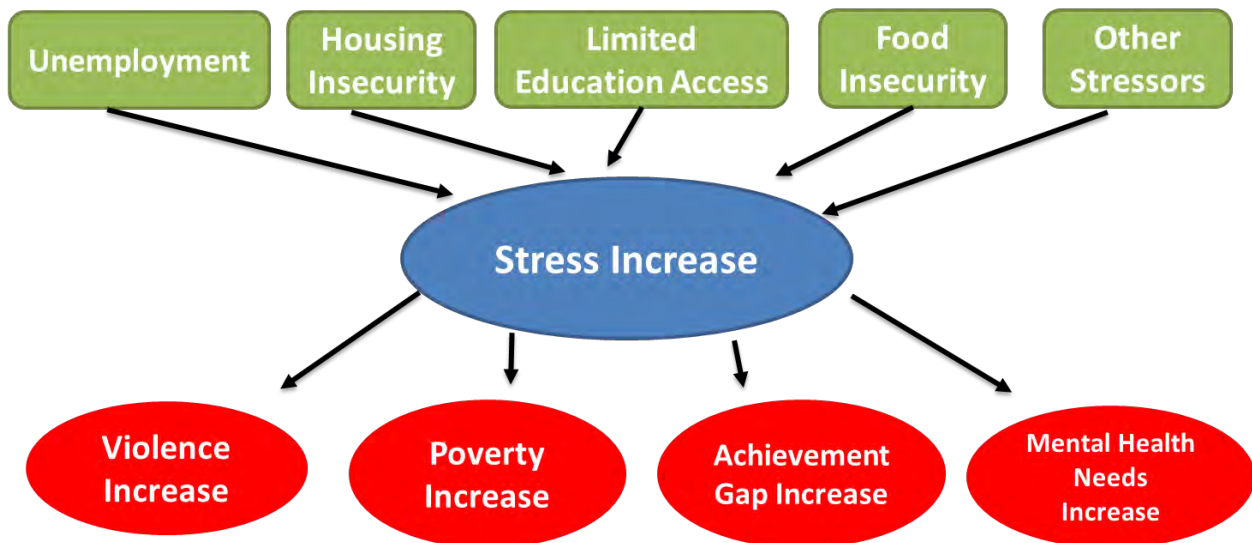 Unemployment
Housing
Insecurity
Limited
Education Access
Food
Insecurity
Other
Stressors
Stress Increase
Violence
Increase
Poverty
Increase
Achievement
Gap Increase
Mental Health
Needs
Increase